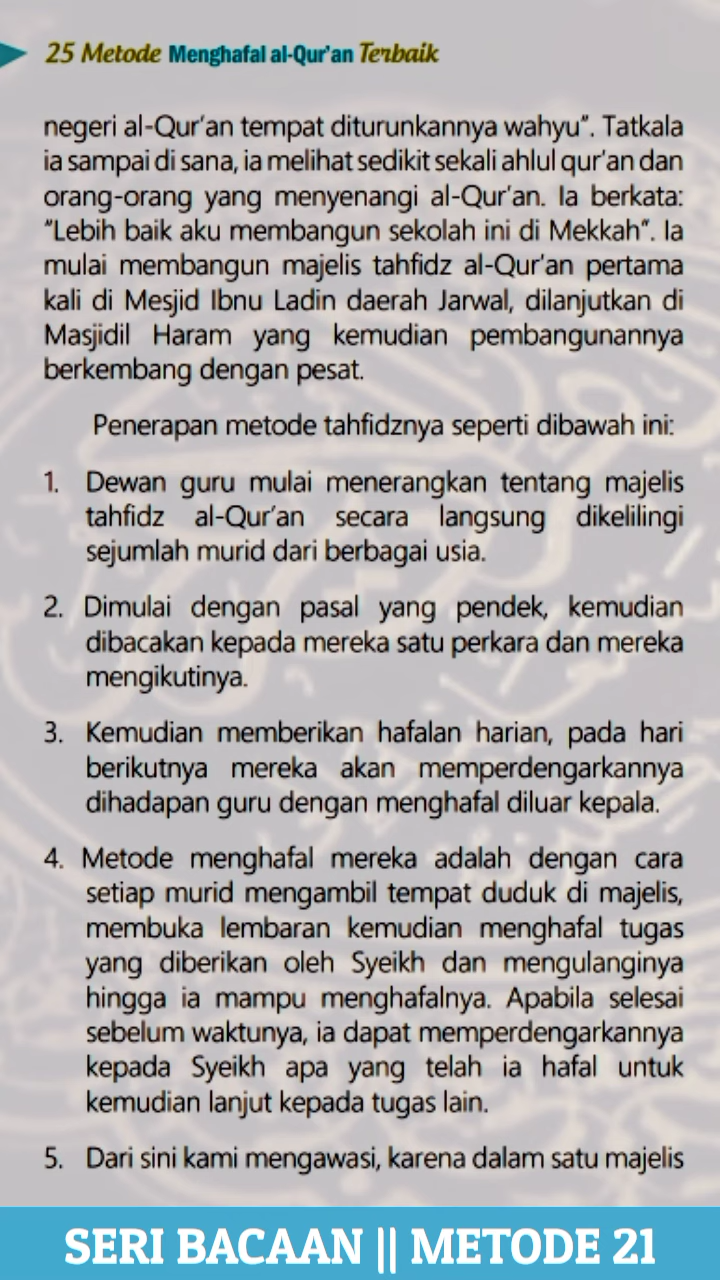 25 Metode Menghafal al-Qur'an Terbaik
negeri al-Qur'an tempat diturunkannya wahyu". Tatkala
ia sampai di sana, ia melihat sedikit sekali ahlul qur'an dan
orang-orang yang menyenangi al-Qur'an. Ia berkata:
"Lebih baik aku membangun sekolah ini di Mekkah". Ia
mulai membangun majelis tahfidz al-Qur'an pertama
kali di Mesjid Ibnu Ladin daerah Jarwal, dilanjutkan di
Masjidil Haram yang kemudian pembangunannya
berkembang dengan pesat.
Penerapan metode tahfidznya seperti dibawah ini:
1. Dewan guru mulai menerangkan tentang majelis
tahfidz al-Qur'an secara langsung dikelilingi
sejumlah murid dari berbagai usia.
2. Dimulai dengan pasal yang pendek, kemudian
dibacakan kepada mereka satu perkara dan mereka
mengikutinya.
3. Kemudian memberikan hafalan harian, pada hari
berikutnya mereka akan memperdengarkannya
dihadapan guru dengan menghafal diluar kepala.
4. Metode menghafal mereka adalah dengan cara
setiap murid mengambil tempat duduk di majelis,
membuka lembaran kemudian menghafal tugas
yang diberikan oleh Syeikh dan mengulanginya
hingga ia mampu menghafalnya. Apabila selesai
sebelum waktunya, ia dapat memperdengarkannya
kepada Syeikh apa yang telah ia hafal untuk
kemudian lanjut kepada tugas lain.
5. Dari sini kami mengawasi, karena dalam satu majelis
SERI BACAAN || METODE 21